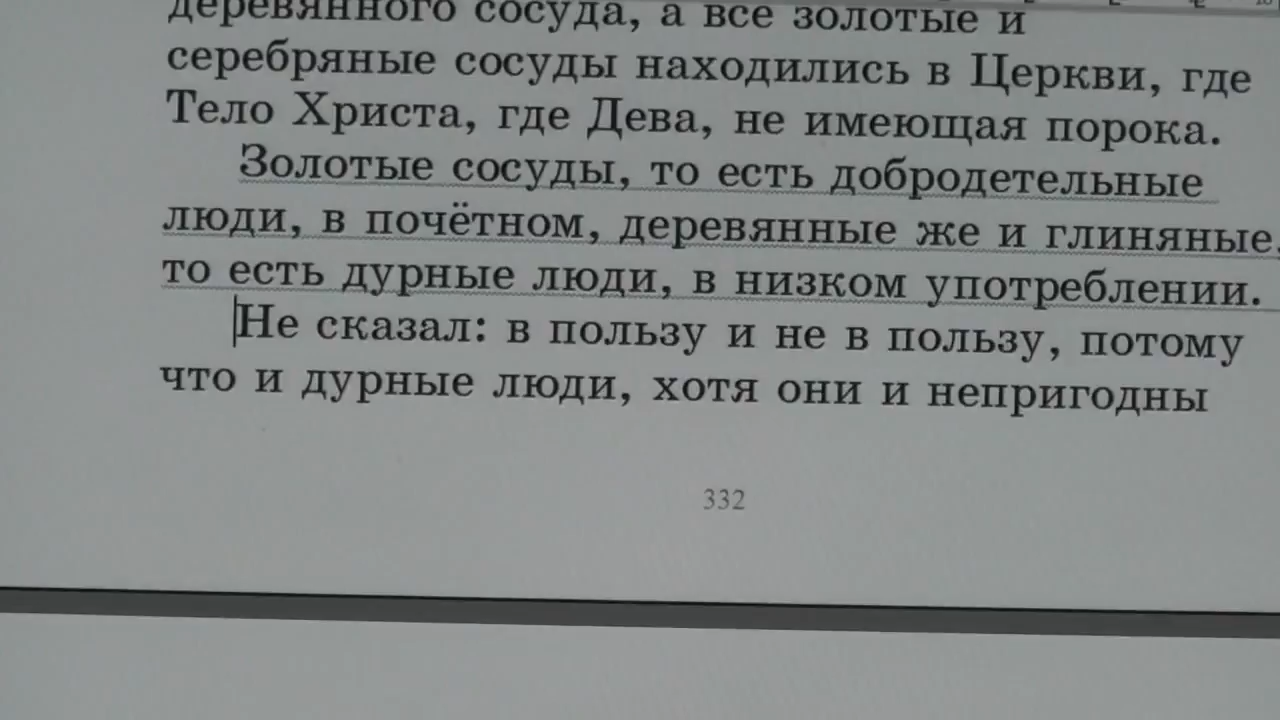 деревянного сосуда, а все золотые и
серебряные сосуды находились в Церкви, где
Тело Христа, где Дева, не имеющая порока.
Золотые сосуды, то есть добродетельные
люди, в почётном, деревянные же и глиняные,
то есть дурные люди, в низком употреблении.
Не сказал: в пользу и не в пользу, потому
что и дурные люди, хотя они и непригодны
332